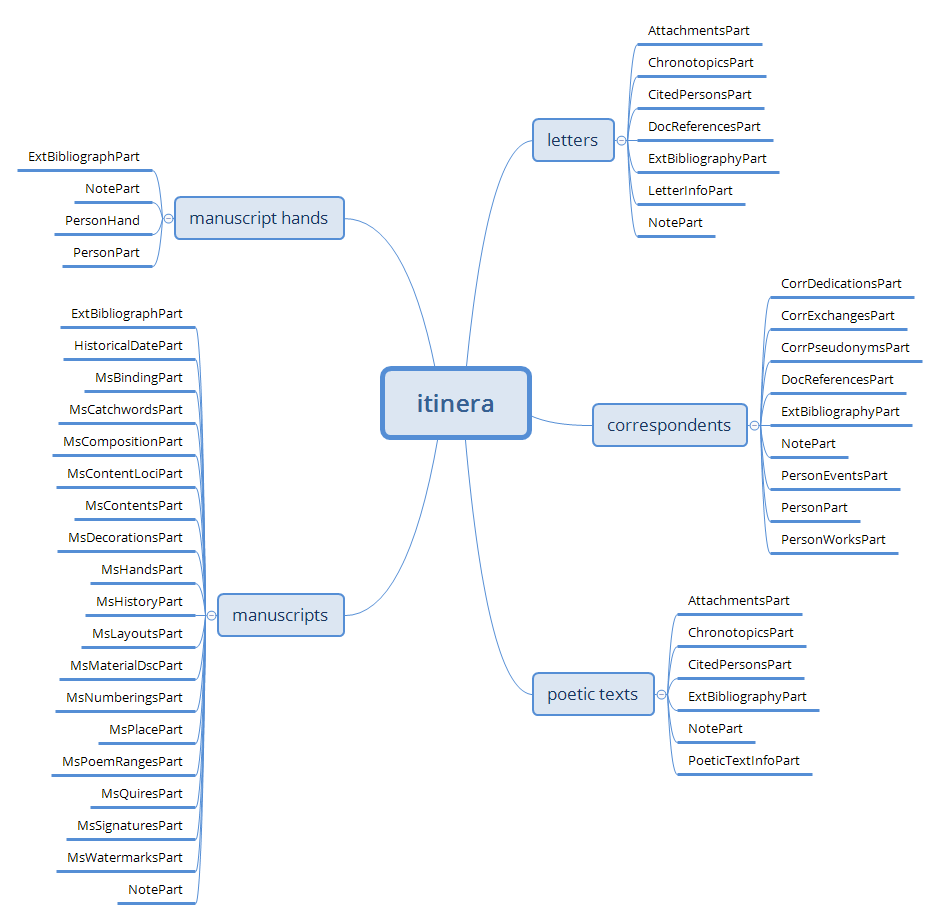 itinera
letters
AttachmentsPart
ChronotopicsPart
CitedPersonsPart
DocReferencesPart
ExtBibliographyPart
LetterInfoPart
NotePart
correspondents
CorrDedicationsPart
CorrExchangesPart
CorrPseudonymsPart
DocReferencesPart
ExtBibliographyPart
NotePart
PersonEventsPart
PersonPart
PersonWorksPart
poetic texts
AttachmentsPart
ChronotopicsPart
CitedPersonsPart
ExtBibliographyPart
NotePart
PoeticTextInfoPart
manuscript hands
ExtBibliographPart
NotePart
PersonHand
PersonPart
manuscripts
ExtBibliographPart
HistoricalDatePart
MsBindingPart
MsCatchwordsPart
MsCompositionPart
MsContentLociPart
MsContentsPart
MsDecorationsPart
MsHandsPart
MsHistoryPart
MsLayoutsPart
MsMaterialDscPart
MsNumberingsPart
MsPlacePart
MsPoemRangesPart
MsQuiresPart
MsSignaturesPart
MsWatermarksPart
NotePart